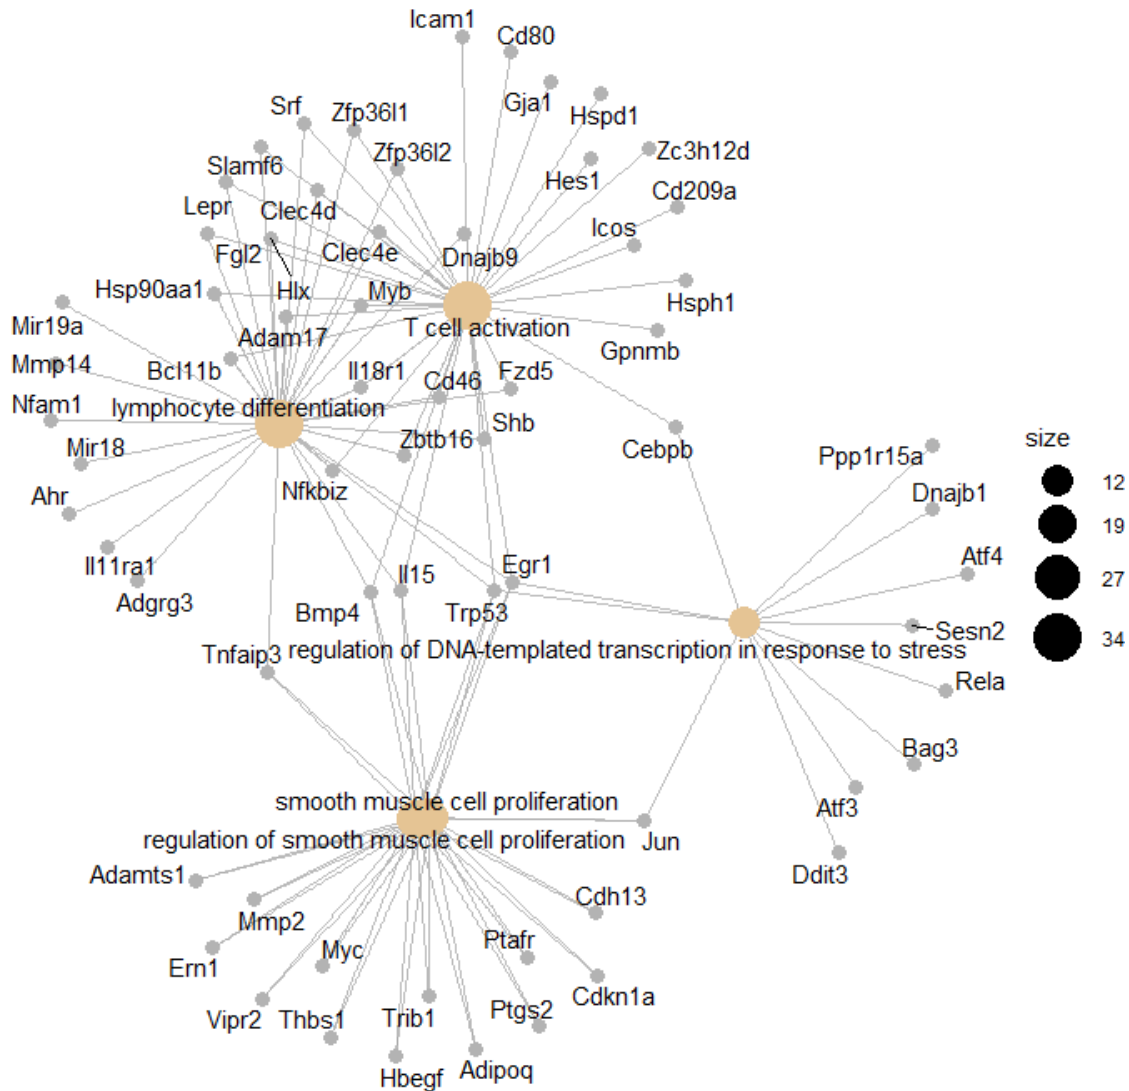 Icam1
Cd80
Gja1
Hspd1
Srf
Zfp36l1
Zfp36l2
Zc3h12d
Slamf6
Hes1
Cd209a
Lepr
Clec4d
Icos
Fgl2
Clec4e
Dnajb9
Hsp90aa1
Hlx
Myb
Hsph1
Mir19a
Adam17
T cell activation
Gpnmb
Mmp14
Bcl11b
Il18r1
Cd46
Fzd5
Nfam1
lymphocyte differentiation
Shb
Mir18
Zbtb16
Cebpb
Ppp1r15a
size
12
Ahr
Nfkbiz
Dnajb1
19
Il11ra1
Egr1
Atf4
27
Adgrg3
Il15
Bmp4
Trp53
Sesn2
34
Tnfaip3
regulation of DNA-templated transcription in response to stress
Rela
Bag3
smooth muscle cell proliferation
Atf3
regulation of smooth muscle cell proliferation
Jun
Adamts1
Ddit3
Cdh13
Mmp2
Ptafr
Myc
Ern1
Cdkn1a
Vipr2
Thbs1
Trib1
Ptgs2
Hbegf
Adipoq